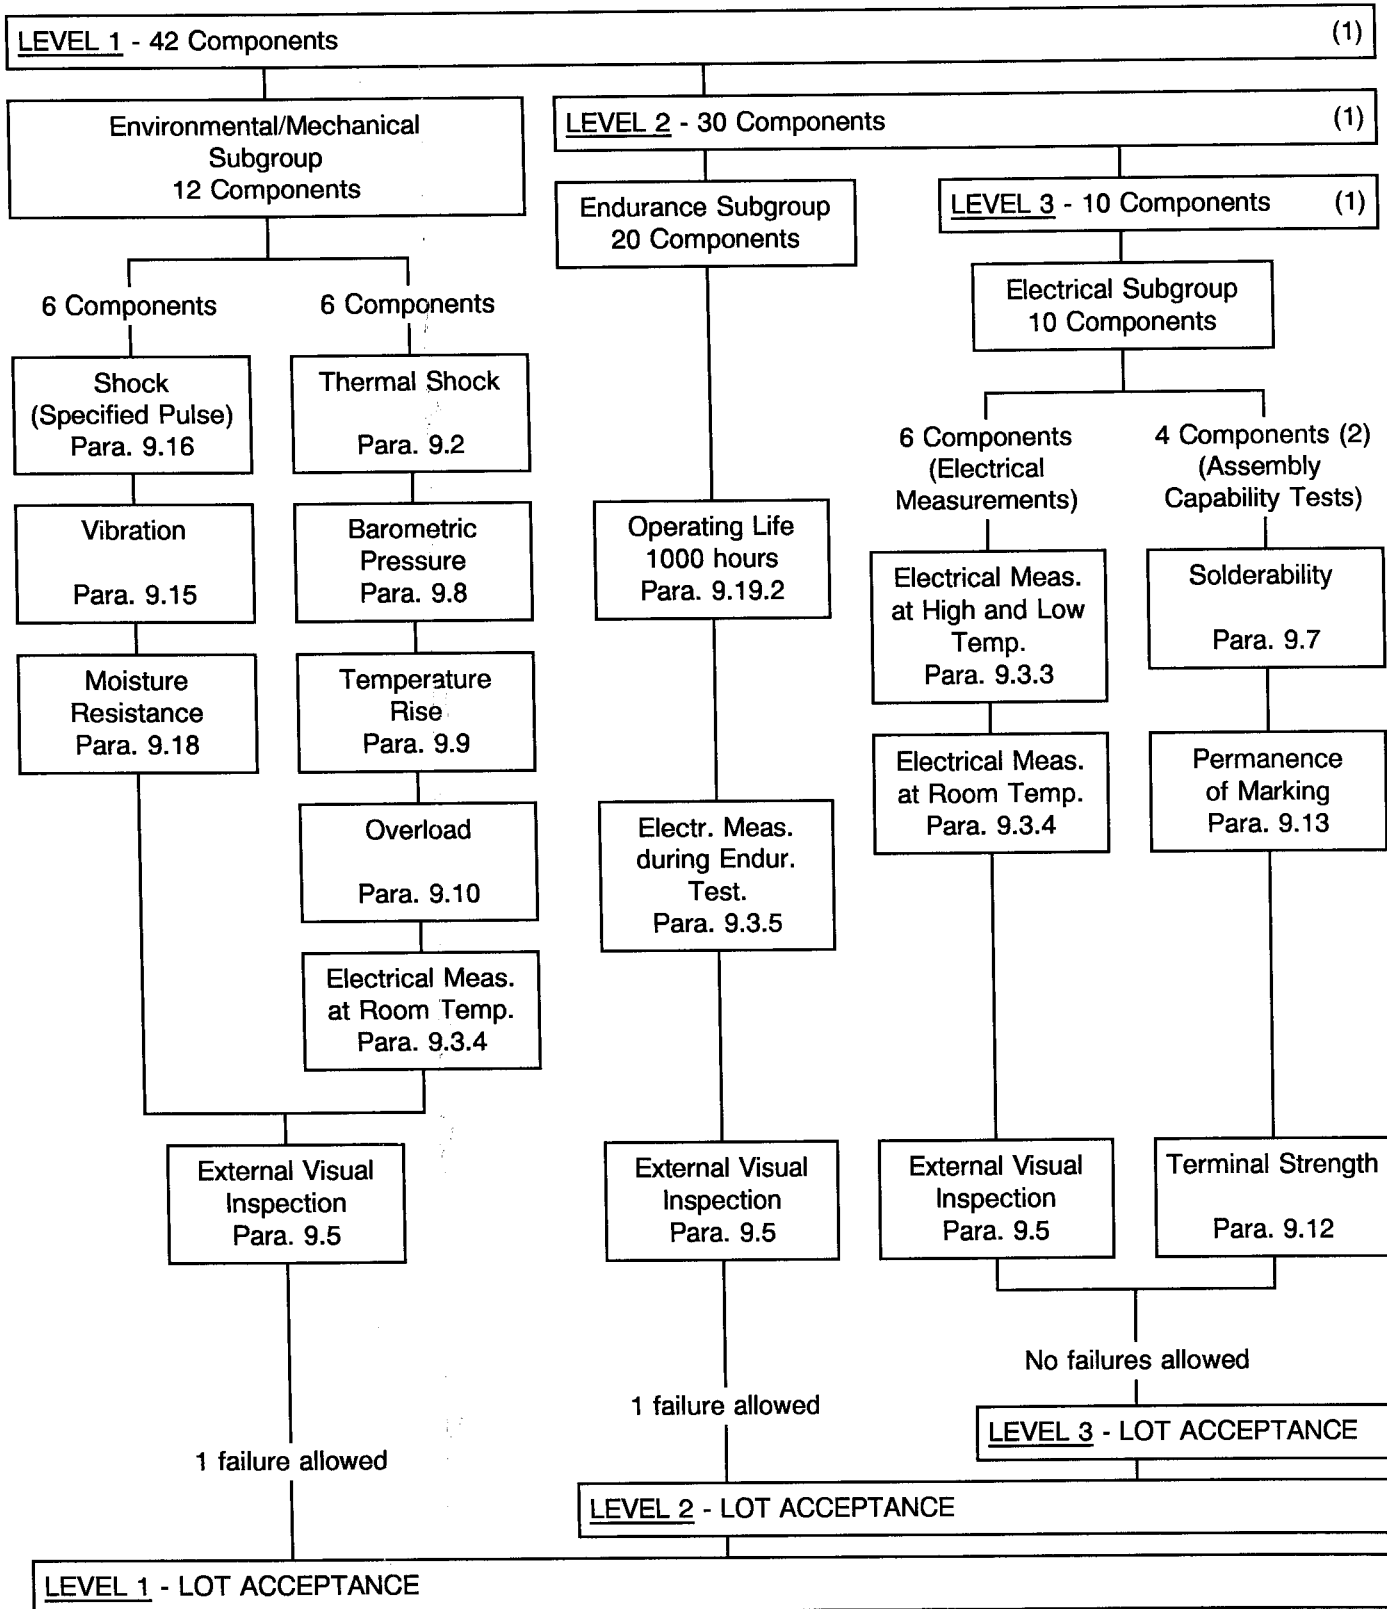 LEVEL 1 - 42 Components (1)
Environmental/Mechanical
Subgroup
12 Components
LEVEL 2 - 30 Components (1)
Endurance Subgroup
20 Components
LEVEL 3 - 10 Components (1)
Electrical Subgroup
10 Components
6 Components
6 Components
Shock
(Specified Pulse)
Para. 9.16
Thermal Shock
Para. 9.2
6 Components
(Electrical
Measurements)
4 Components (2)
(Assembly
Capability Tests)
Vibration
Para. 9.15
Barometric
Pressure
Para. 9.8
Operating Life
1000 hours
Para. 9.19.2
Electrical Meas.
at High and Low
Temp.
Para. 9.3.3
Solderability
Para. 9.7
Moisture
Resistance
Para. 9.18
Temperature
Rise
Para. 9.9
Electrical Meas.
at Room Temp.
Para. 9.3.4
Permanence
of Marking
Para. 9.13
Overload
Para. 9.10
Electr. Meas.
during Endur.
Test.
Para. 9.3.5
Electrical Meas.
at Room Temp.
Para. 9.3.4
External Visual
Inspection
Para. 9.5
External Visual
Inspection
Para. 9.5
External Visual
Inspection
Para. 9.5
Terminal Strength
Para. 9.12
No failures allowed
1 failure allowed
LEVEL 3 - LOT ACCEPTANCE
1 failure allowed
LEVEL 2 - LOT ACCEPTANCE
LEVEL 1 - LOT ACCEPTANCE